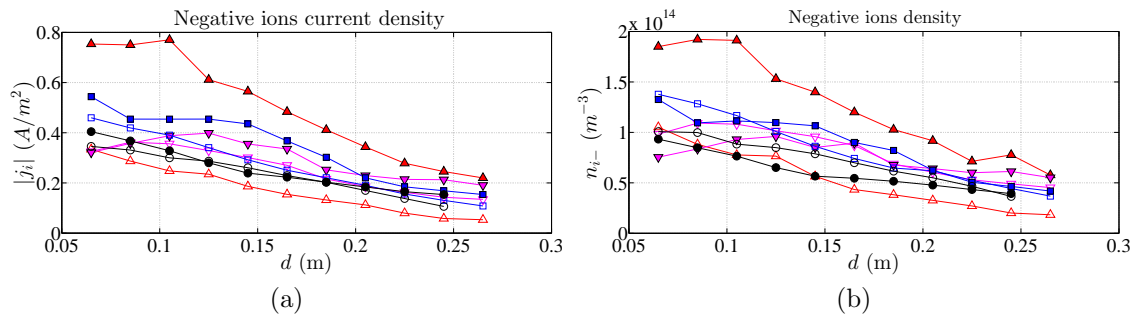 Negative ions current density
|j_i| (A/m^2)
0.8
0.6
0.4
0.2
0
0.05
0.1
0.15
0.2
0.25
0.3
d (m)
(a)
Negative ions density
n_{i-} (m^{-3})
2 x 10^14
1.5
1
0.5
0
0.05
0.1
0.15
0.2
0.25
0.3
d (m)
(b)